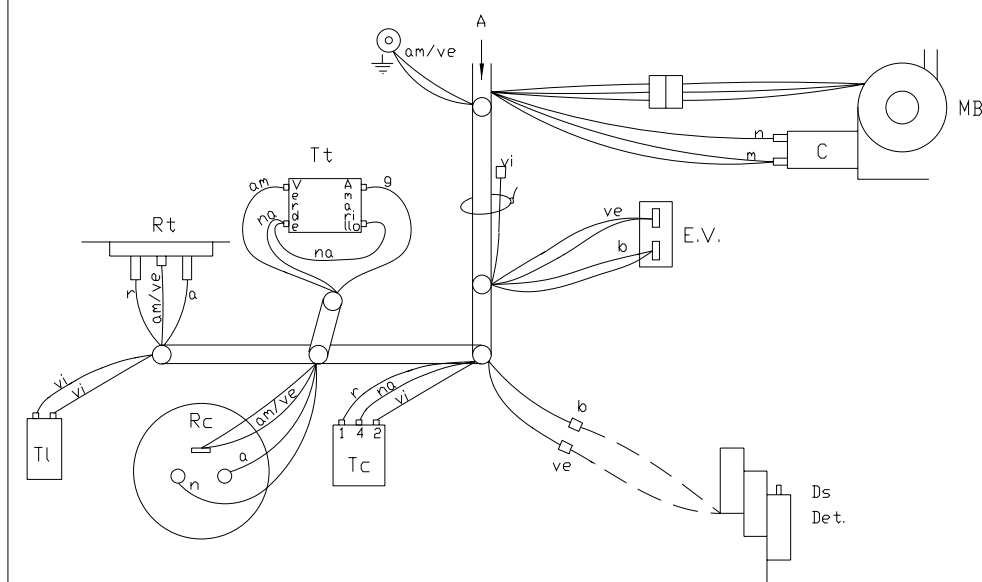 A
am/ve
MB
n
m
C
Tt
vi
am
V
e
r
d
e
A
m
a
ri
llo
g
na
na
ve
b
E.V.
Rt
r
am/ve
a
vi
vi
Tl
Rc
am/ve
a
n
r
na
vi
1 4 2
Tc
b
ve
Ds
Det.